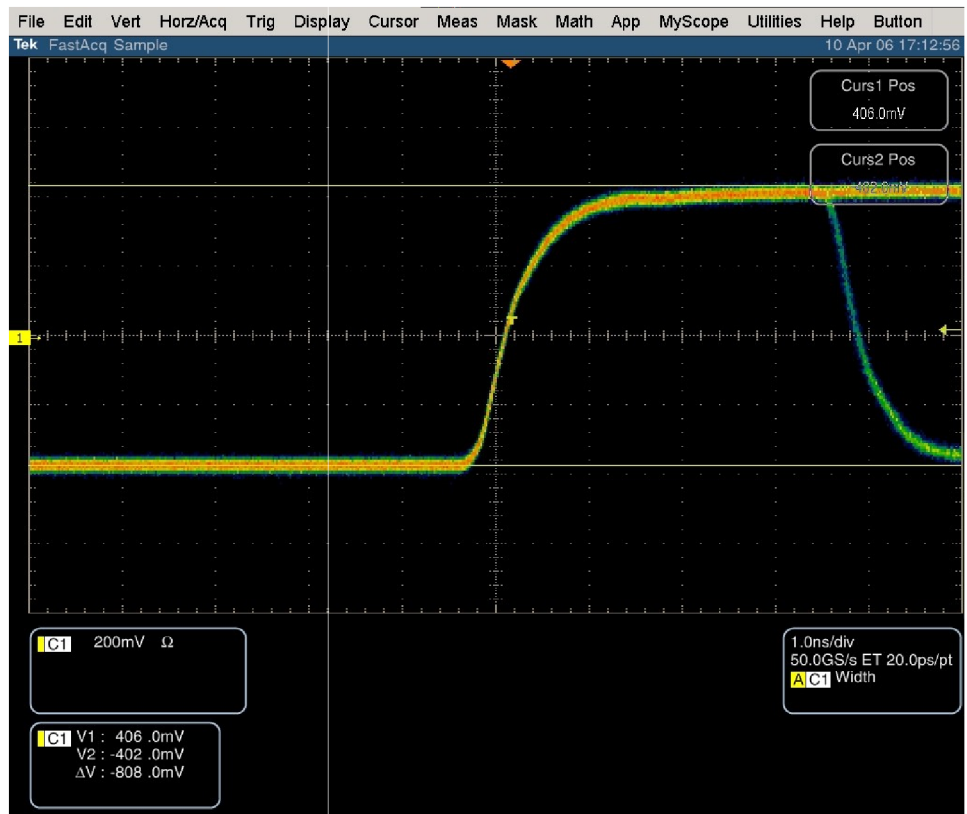 File Edit Vert Horz/Acq Trig Display Cursor Meas Mask Math App MyScope Utilities Help Button
Tek FastAcq Sample 10 Apr 06 17:12:56
Curs1 Pos
406.0mV
Curs2 Pos
1
C1 200mV Ω
1.0ns/div
50.0GS/s ET 20.0ps/pt
A C1 Width
C1 V1 : 406 .0mV
V2 : -402 .0mV
ΔV : -808 .0mV